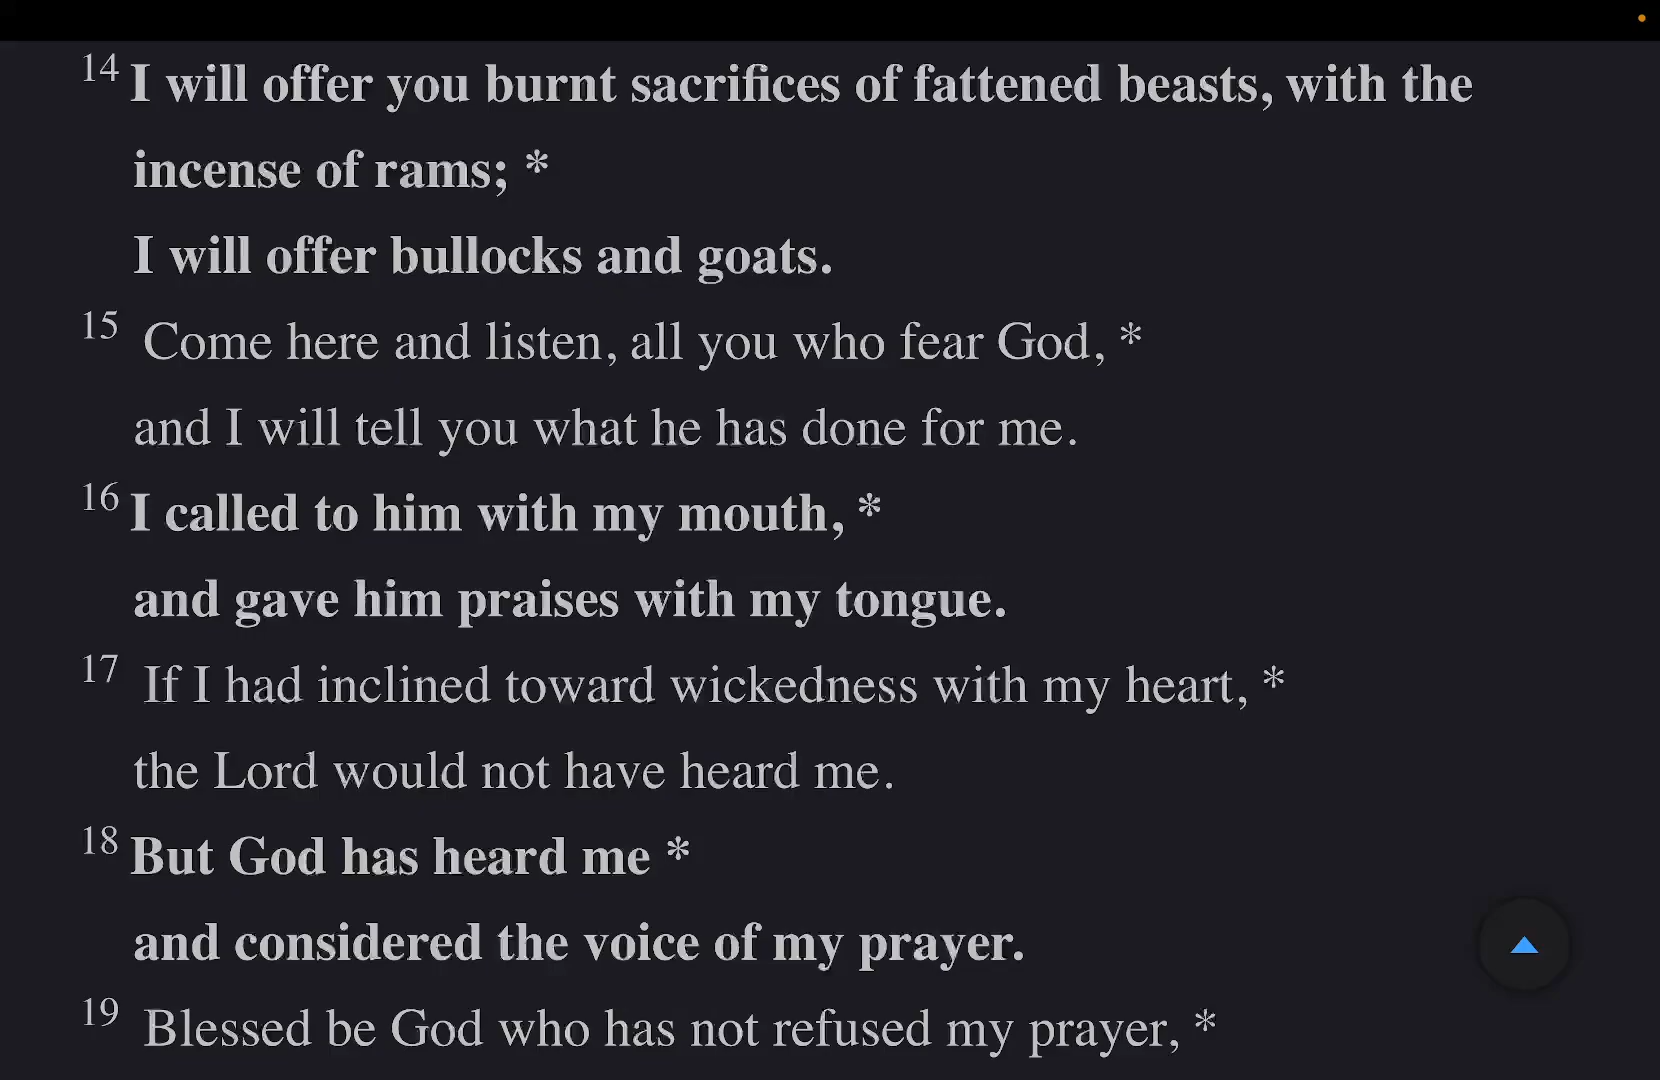 14 I will offer you burnt sacrifices of fattened beasts, with the
incense of rams; *
I will offer bullocks and goats.
15 Come here and listen, all you who fear God, *
and I will tell you what he has done for me.
16 I called to him with my mouth, *
and gave him praises with my tongue.
17 If I had inclined toward wickedness with my heart, *
the Lord would not have heard me.
18 But God has heard me *
and considered the voice of my prayer.
19 Blessed be God who has not refused my prayer, *